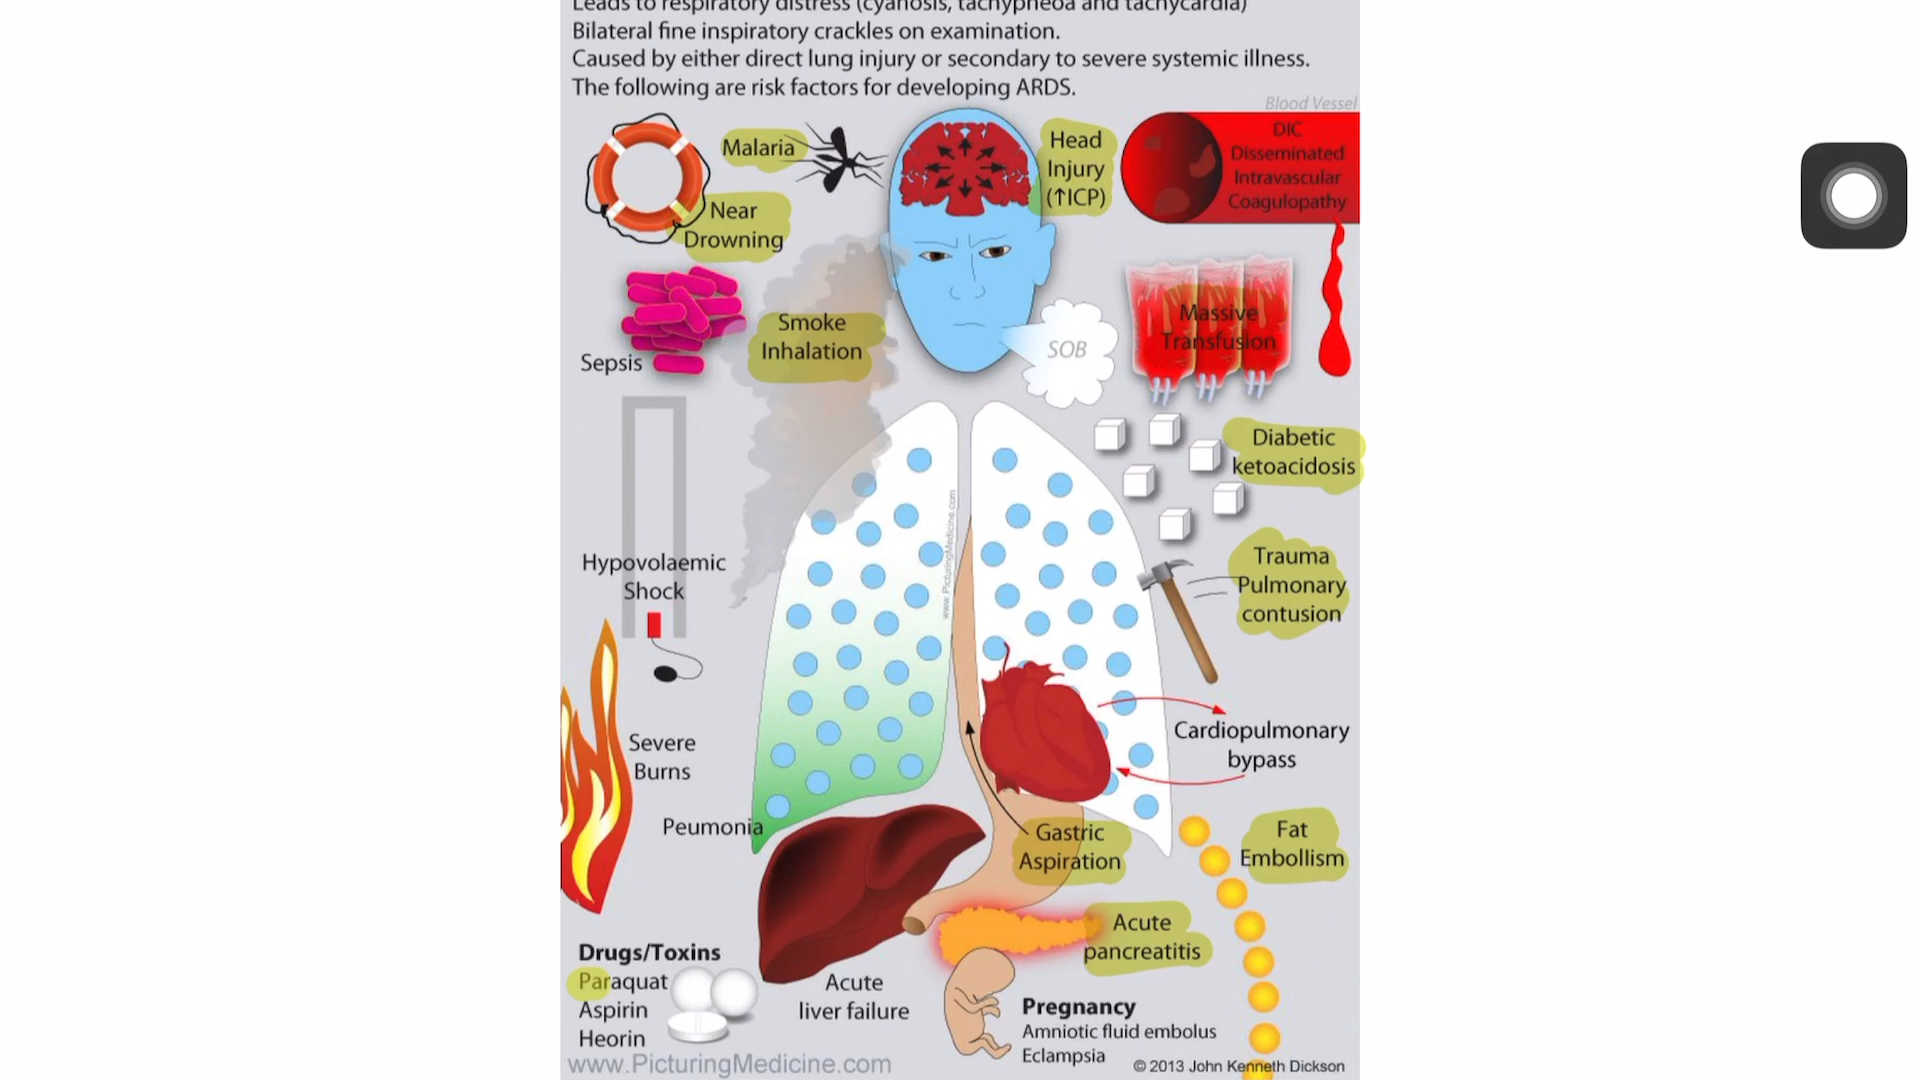 Leads to respiratory distress (cyanosis, tachypneoa and tachycardia)
Bilateral fine inspiratory crackles on examination.
Caused by either direct lung injury or secondary to severe systemic illness.
The following are risk factors for developing ARDS.
Blood Vessel
Malaria
Near
Drowning
Head
Injury
(↑ICP)
DIC
Disseminated
Intravascular
Coagulopathy
Sepsis
Smoke
Inhalation
SOB
Massive
Transfusion
Diabetic
ketoacidosis
Hypovolaemic
Shock
www.PicturingMedicine.com
Trauma
Pulmonary
contusion
Severe
Burns
Cardiopulmonary
bypass
Peumonia
Gastric
Aspiration
Fat
Embollism
Acute
pancreatitis
Drugs/Toxins
Paraquat
Aspirin
Heorin
Acute
liver failure
Pregnancy
Amniotic fluid embolus
Eclampsia
www.PicturingMedicine.com
© 2013 John Kenneth Dickson